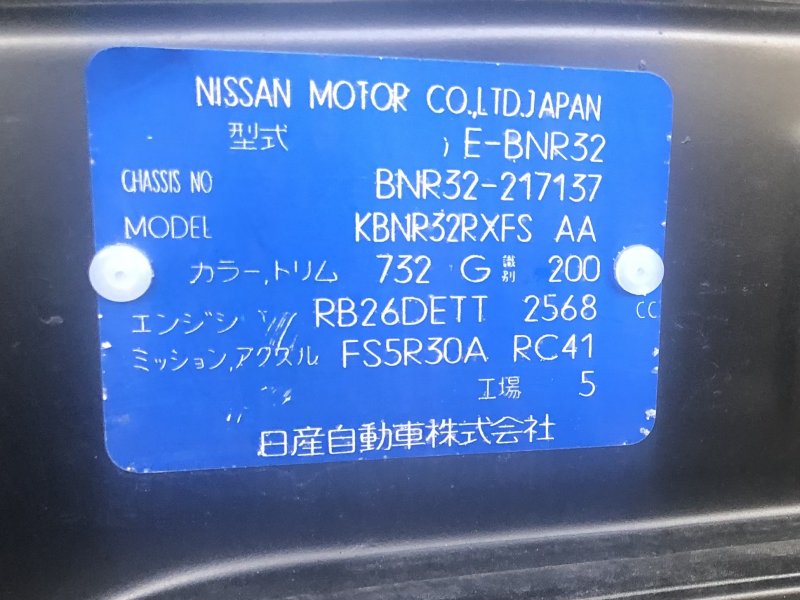 NISSAN MOTOR CO.,LTD.JAPAN
型式 E-BNR32
CHASSIS NO BNR32-217137
MODEL KBNR32RXFS AA
カラー,トリム 732 G 識別 200
エンジン RB26DETT 2568 CC
ミッション,アクスル FS5R30A RC41
工場 5
日産自動車株式会社